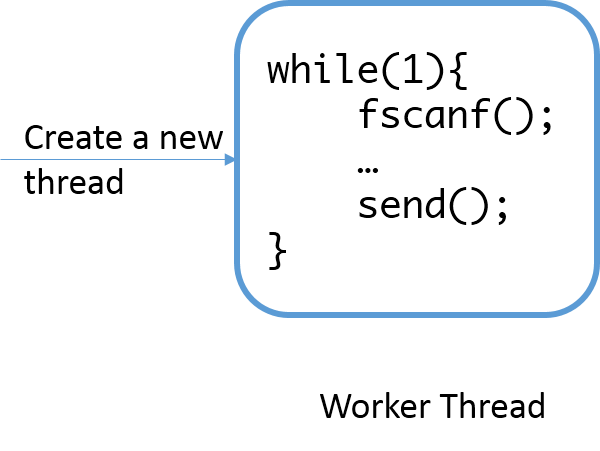 while(1){
    fscanf();
    …
    send();
}
Create a new
thread
Worker Thread